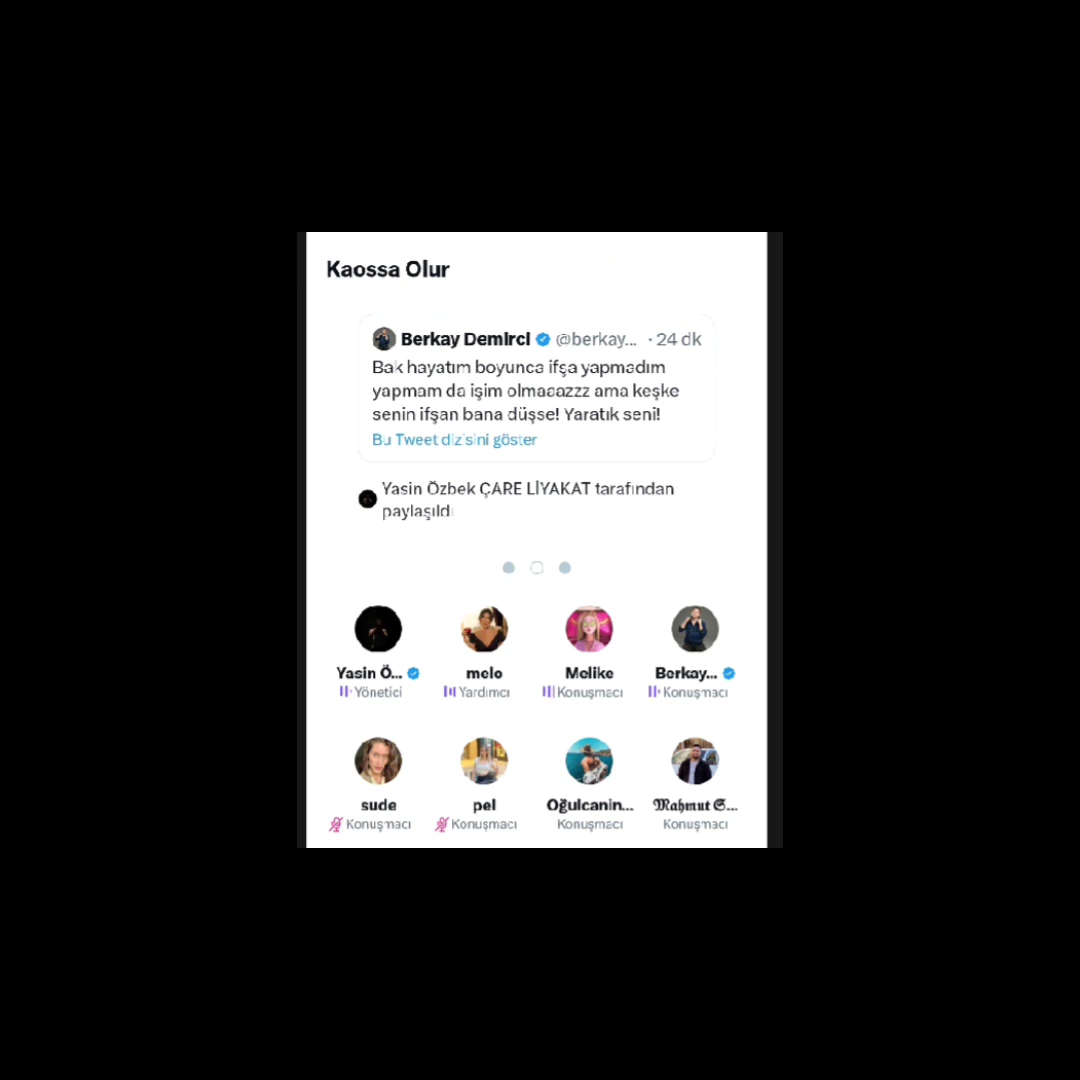 Kaossa Olur
Berkay Demirci @berkay... · 24 dk
Bak hayatım boyunca ifşa yapmadım
yapmam da işim olmaaazzz ama keşke
senin ifşan bana düşse! Yaratık seni!
Bu Tweet dizisini göster
Yasin Özbek ÇARE LİYAKAT tarafından
paylaşıldı
Yasin Ö... melo Melike Berkay...
Yönetici Yardımcı Konuşmacı Konuşmacı
sude pel Oğulcanin... 𝕸𝖆𝖍𝖒𝖚𝖙 𝕾...
Konuşmacı Konuşmacı Konuşmacı Konuşmacı